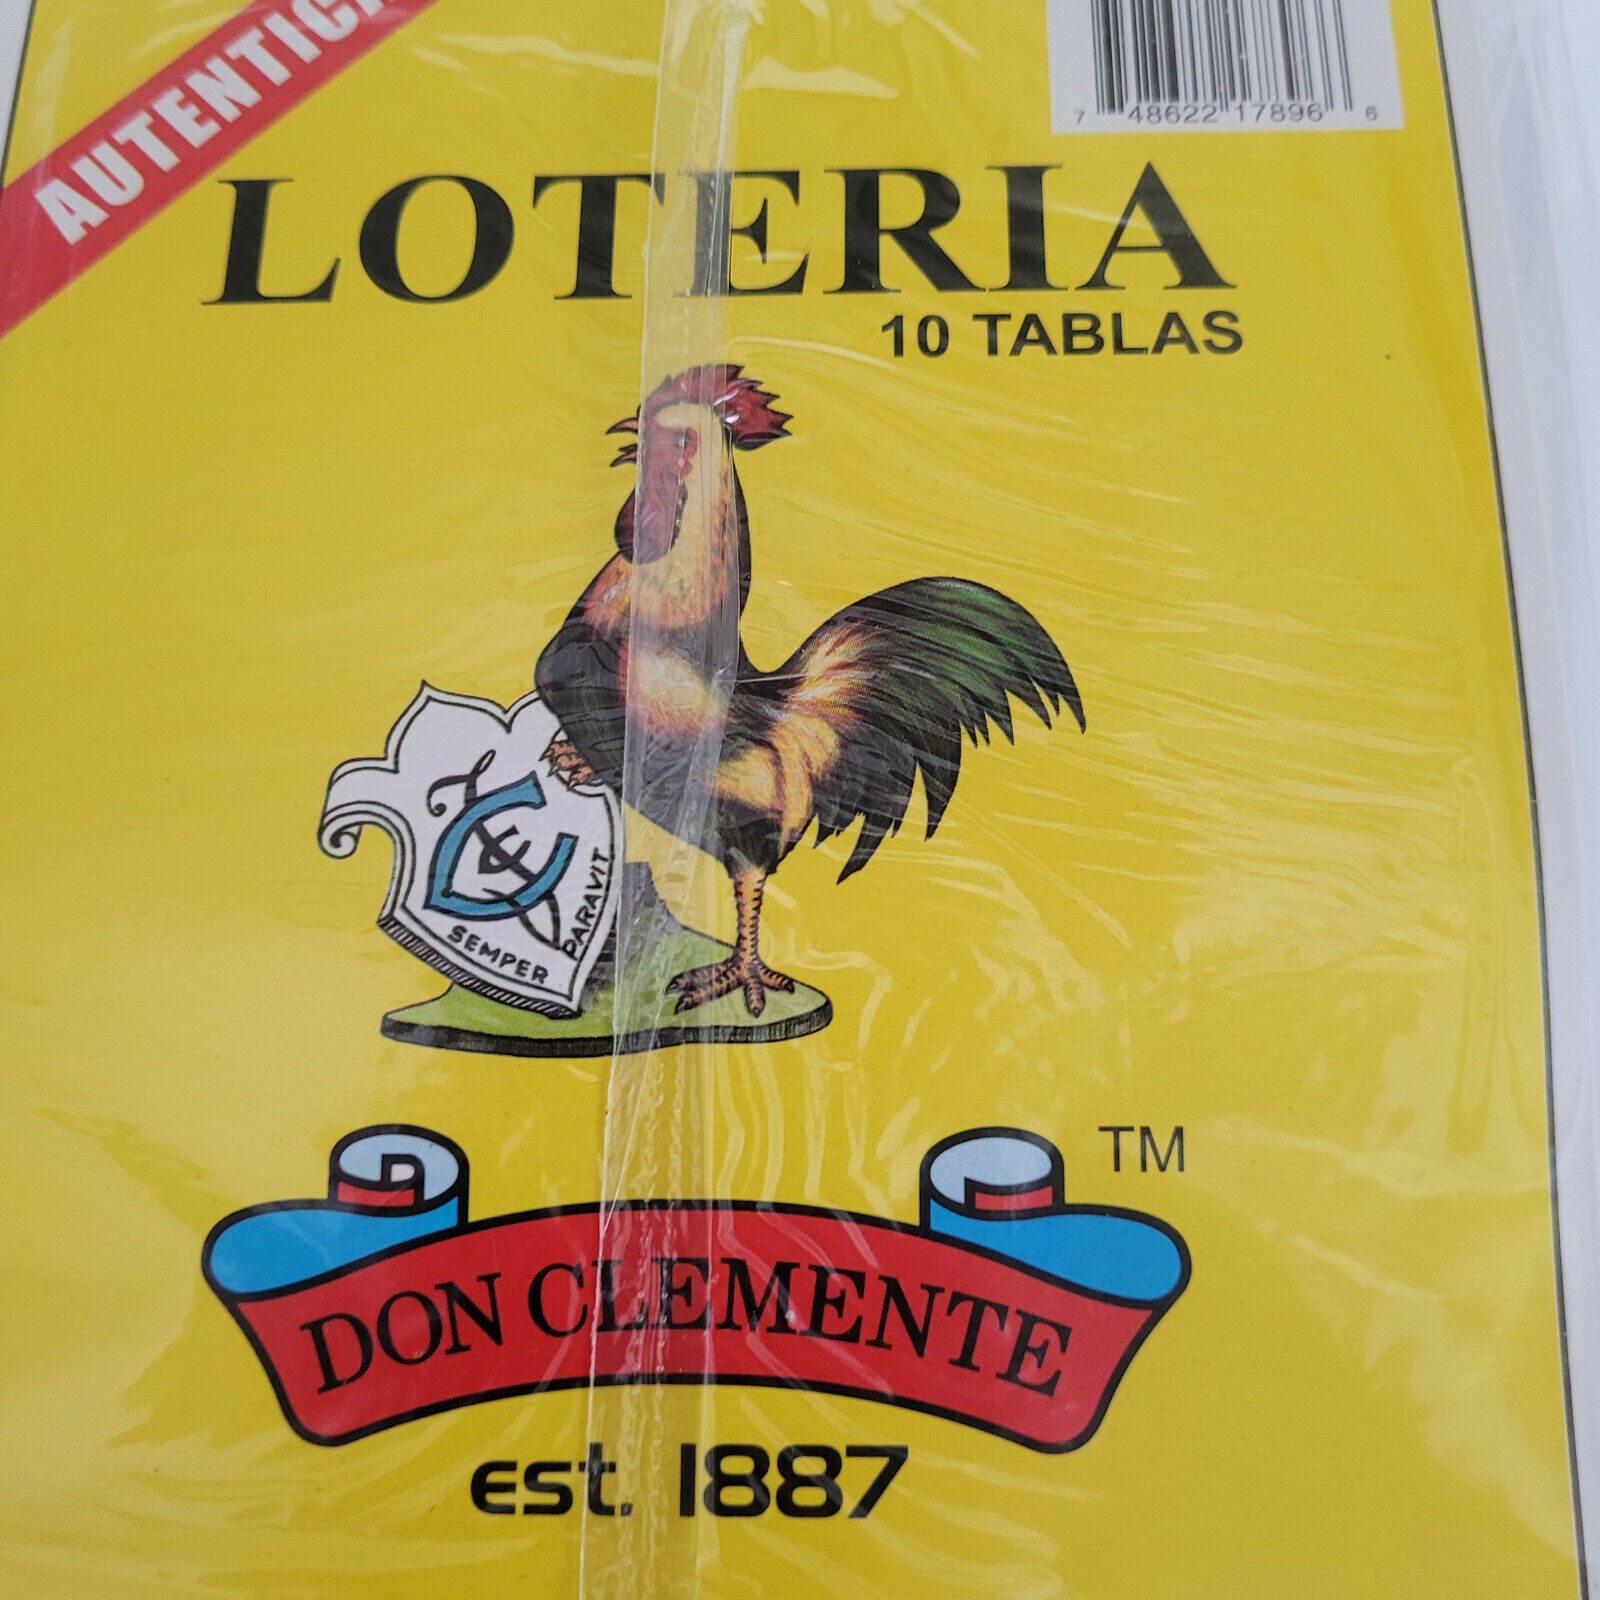 AUTENTICA
7 48622 17896 6
LOTERIA
10 TABLAS
SEMPER
PARAVIT
TM
DON CLEMENTE
est. 1887